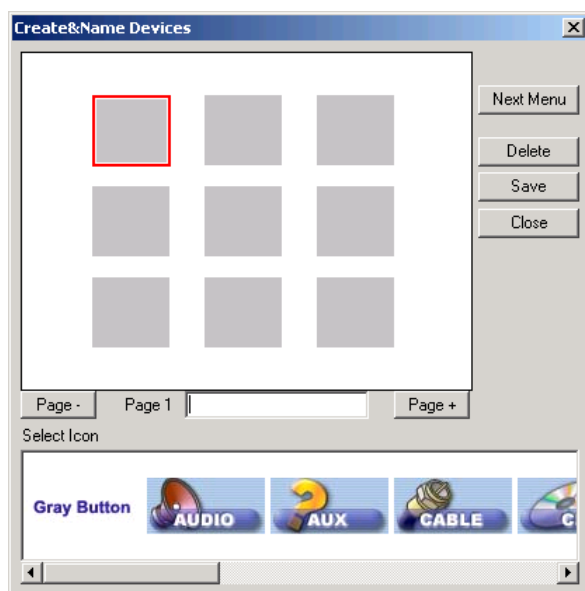 Create&Name Devices
Next Menu
Delete
Save
Close
Page -
Page 1
Page +
Select Icon
Gray Button
AUDIO
AUX
CABLE
C